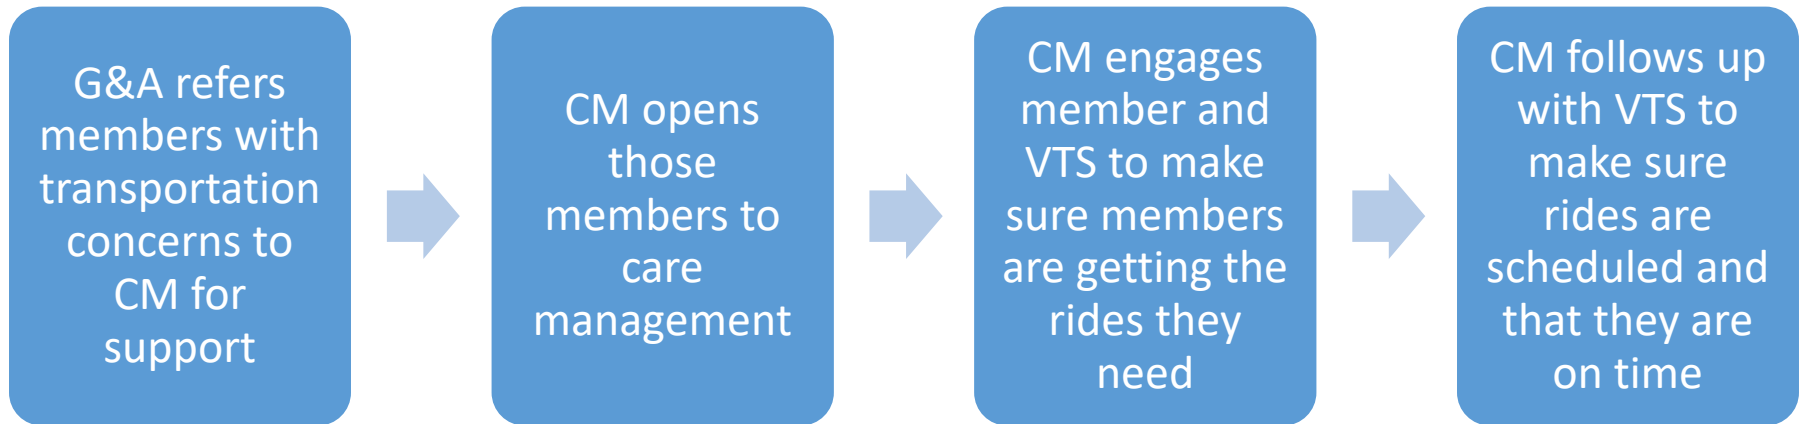 G&A refers
members with
transportation
concerns to
CM for
support
CM opens
those
members to
care
management
CM engages
member and
VTS to make
sure members
are getting the
rides they
need
CM follows up
with VTS to
make sure
rides are
scheduled and
that they are
on time